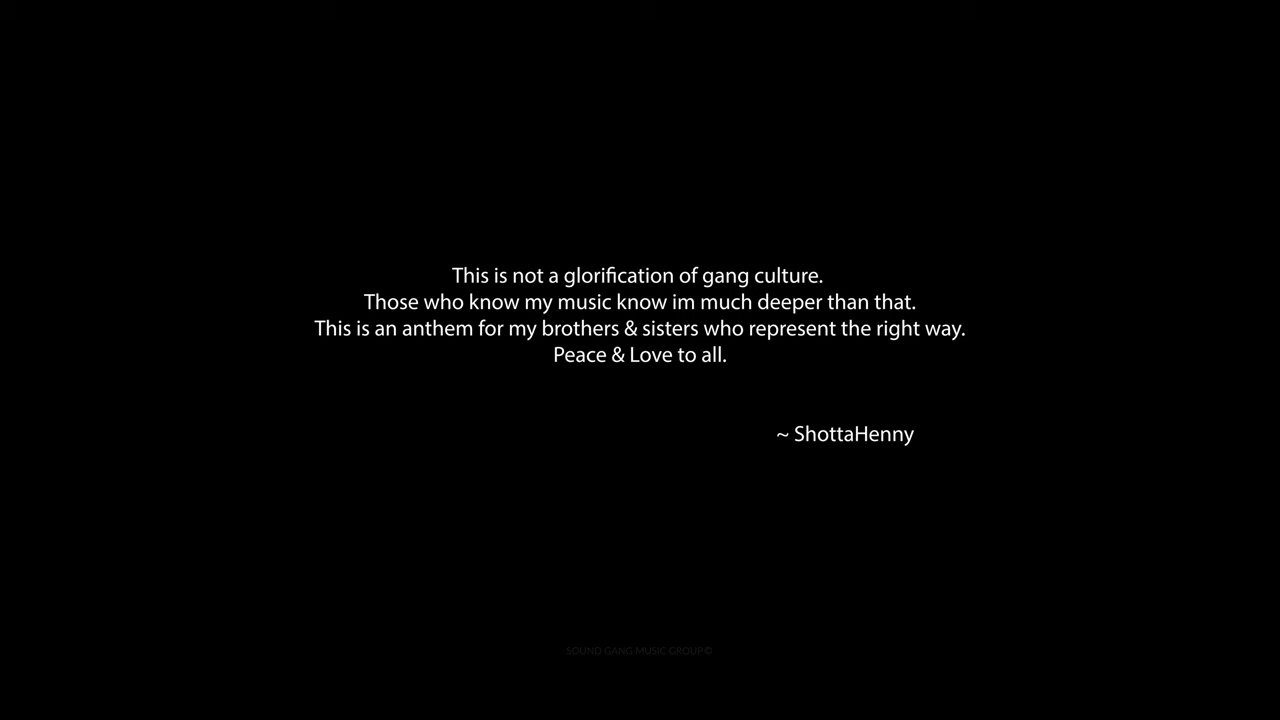 This is not a glorification of gang culture.
Those who know my music know im much deeper than that.
This is an anthem for my brothers & sisters who represent the right way.
Peace & Love to all.
~ ShottaHenny
SOUND GANG MUSIC GROUP©